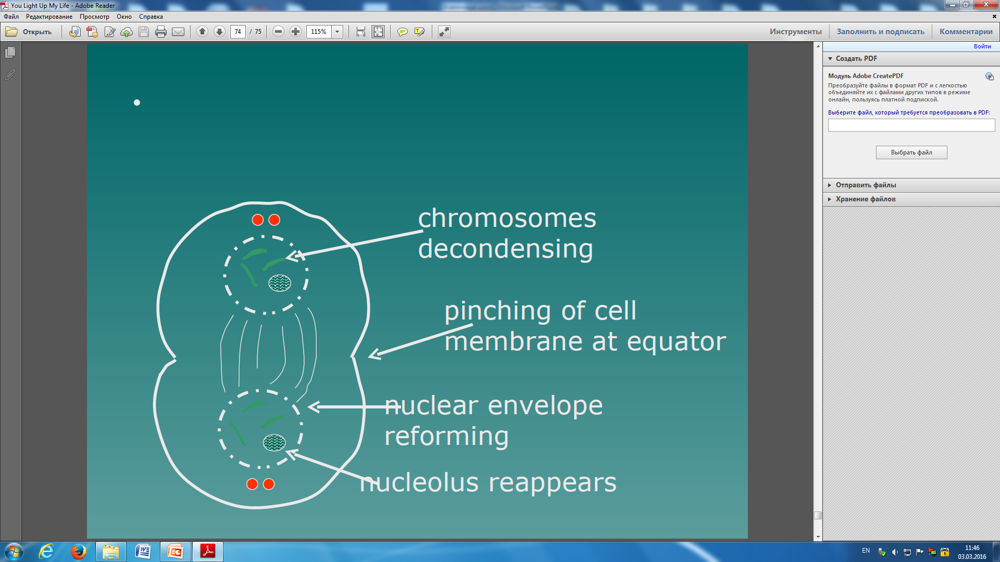 You Light Up My Life - Adobe Reader
Файл Редактирование Просмотр Окно Справка
Открыть 74 / 75 115% Инструменты Заполнить и подписать Комментарии
Войти
Создать PDF
Модуль Adobe CreatePDF
Преобразуйте файлы в формат PDF и с легкостью
объединяйте их с файлами других типов в режиме
онлайн, пользуясь платной подпиской.
Выберите файл, который требуется преобразовать в PDF:
Выбрать файл
Отправить файлы
Хранение файлов
chromosomes
decondensing
pinching of cell
membrane at equator
nuclear envelope
reforming
nucleolus reappears
EN
11:46
03.03.2016